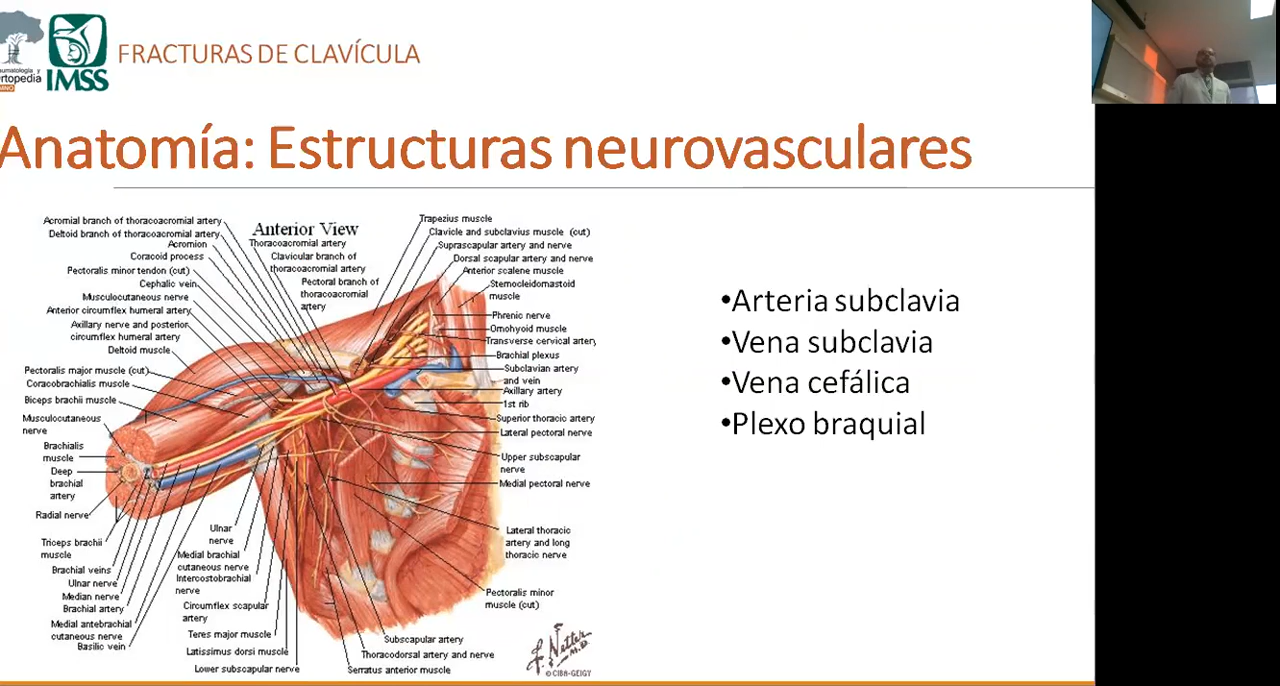 IMSS
FRACTURAS DE CLAVÍCULA
Anatomía: Estructuras neurovasculares
Acromial branch of thoracoacromial artery
Deltoid branch of thoracoacromial artery
Acromion
Coracoid process
Pectoralis minor tendon (cut)
Cephalic vein
Musculocutaneous nerve
Anterior circumflex humeral artery
Axillary nerve and posterior
circumflex humeral artery
Deltoid muscle
Pectoralis major muscle (cut)
Coracobrachialis muscle
Biceps brachii muscle
Musculocutaneous
nerve
Brachialis
muscle
Deep
brachial
artery
Radial nerve
Triceps brachii
muscle
Brachial veins
Ulnar nerve
Median nerve
Brachial artery
Medial antebrachial
cutaneous nerve
Basilic vein
Anterior View
Thoracoacromial artery
Clavicular branch of
thoracoacromial artery
Pectoral branch of
thoracoacromial
artery
Trapezius muscle
Clavicle and subclavius muscle (cut)
Suprascapular artery and nerve
Dorsal scapular artery and nerve
Anterior scalene muscle
Sternocleidomastoid
muscle
Phrenic nerve
Omohyoid muscle
Transverse cervical artery
Brachial plexus
Subclavian artery
and vein
Axillary artery
1st rib
Superior thoracic artery
Lateral pectoral nerve
Upper subscapular
nerve
Medial pectoral nerve
Lateral thoracic
artery and long
thoracic nerve
Pectoralis minor
muscle (cut)
Ulnar
nerve
Medial brachial
cutaneous nerve
Intercostobrachial
nerve
Circumflex scapular
artery
Teres major muscle
Latissimus dorsi muscle
Lower subscapular nerve
Subscapular artery
Thoracodorsal artery and nerve
Serratus anterior muscle
F. Netter
M.D.
©CIBA-GEIGY
•Arteria subclavia
•Vena subclavia
•Vena cefálica
•Plexo braquial